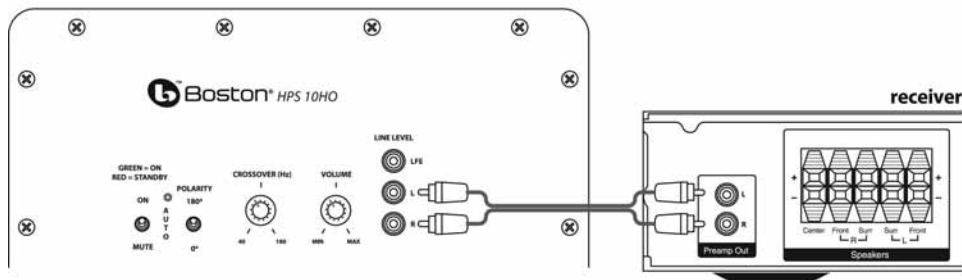 Boston® HPS 10HO
™
receiver
LINE LEVEL
LFE
L
R
GREEN = ON
RED = STANDBY
POLARITY
180°
0°
ON
AUTO
MUTE
CROSSOVER (Hz)
40 180
VOLUME
MIN MAX
L
R
Preamp Out
+ +
– –
Center Front Surr Surr Front
R L
Speakers